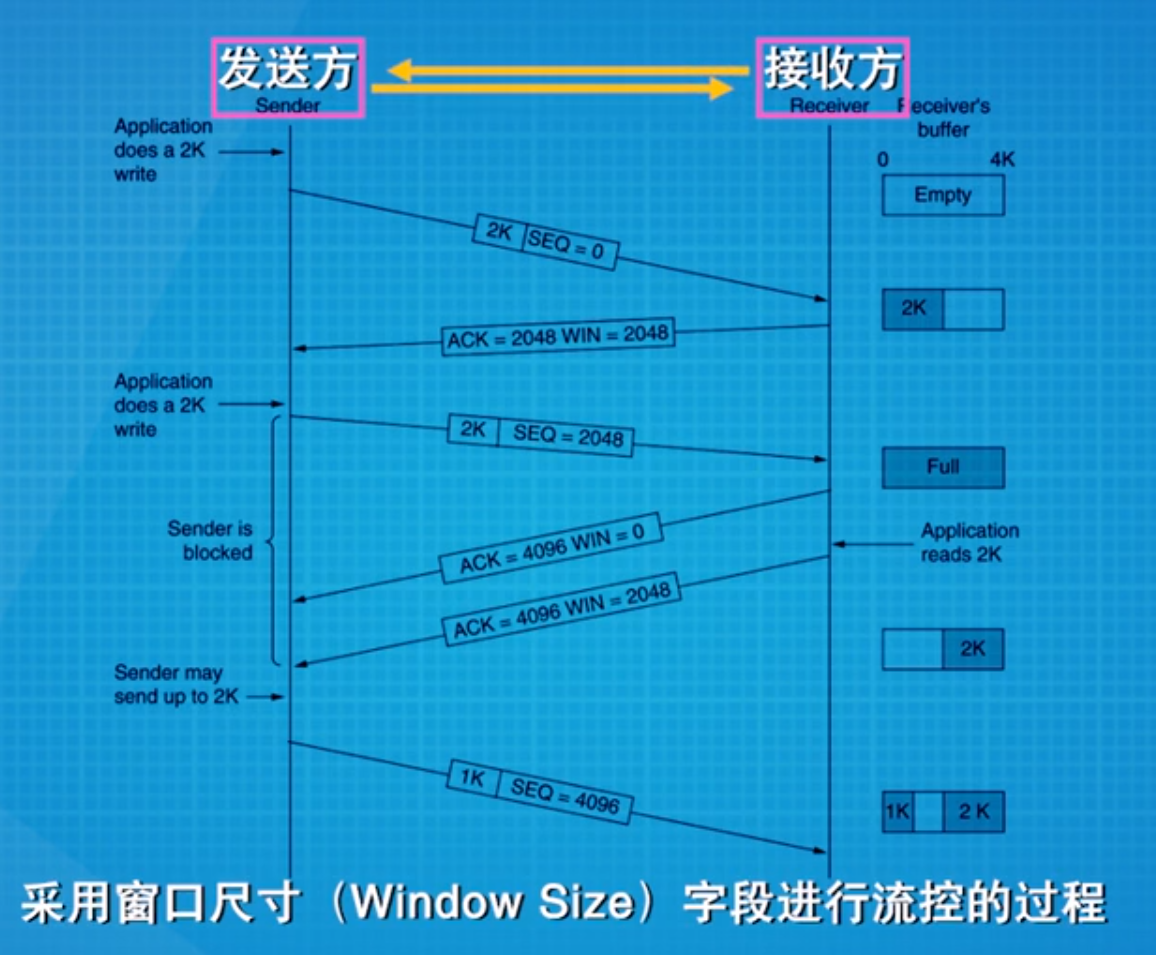 发送方
接收方
Sender
Receiver
Receiver's
buffer
Application
does a 2K
write
0
4K
Empty
2K
SEQ = 0
2K
ACK = 2048 WIN = 2048
Application
does a 2K
write
2K
SEQ = 2048
Full
Sender is
blocked
ACK = 4096 WIN = 0
Application
reads 2K
ACK = 4096 WIN = 2048
2K
Sender may
send up to 2K
1K
SEQ = 4096
1K
2 K
采用窗口尺寸（Window Size）字段进行流控的过程